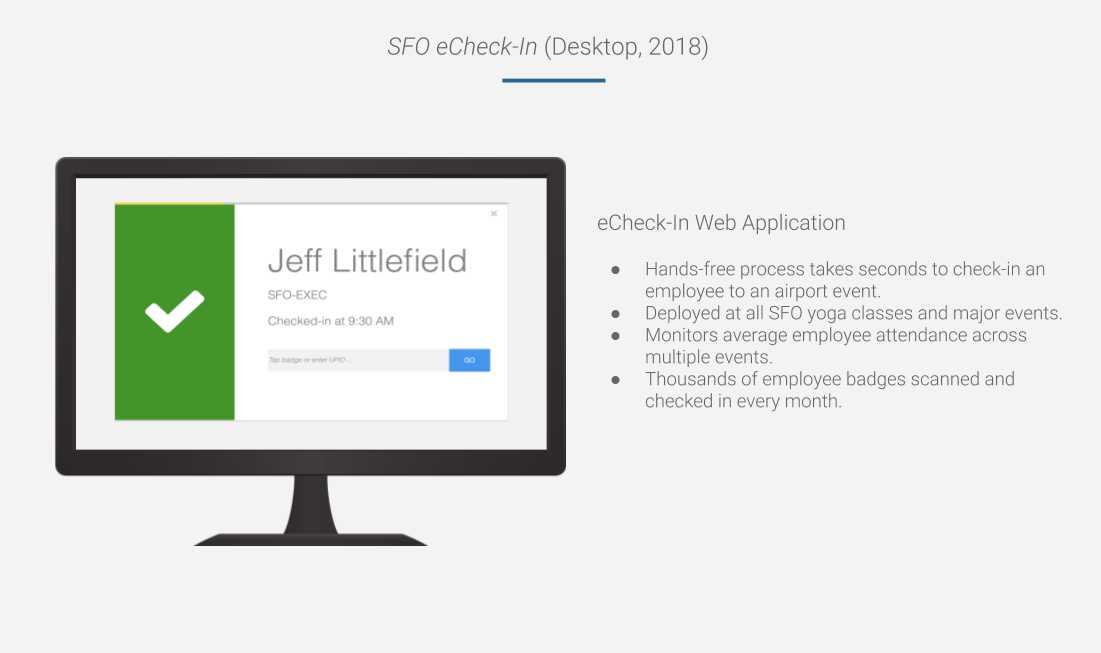 SFO eCheck-In (Desktop, 2018)
Jeff Littlefield
SFO-EXEC
Checked-in at 9:30 AM
Tap badge or enter UPID ...
GO
eCheck-In Web Application
● Hands-free process takes seconds to check-in an
employee to an airport event.
● Deployed at all SFO yoga classes and major events.
● Monitors average employee attendance across
multiple events.
● Thousands of employee badges scanned and
checked in every month.